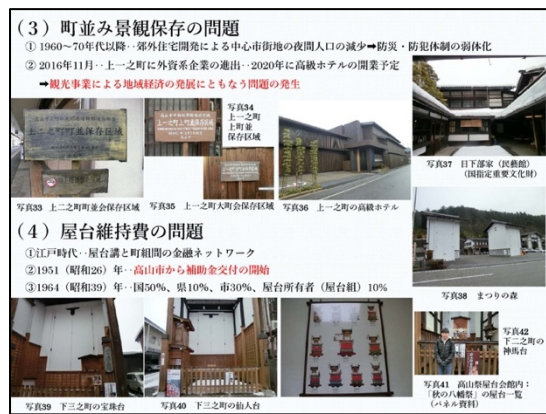 (3)町並み景観保存の問題
① 1960～70年代以降‥郊外住宅開発による中心市街地の夜間人口の減少➡防災・防犯体制の弱体化
② 2016年11月‥上一之町に外資系企業の進出‥2020年に高級ホテルの開業予定
➡観光事業による地域経済の発展にともなう問題の発生
写真34
上一之町
上町並
保存区域
写真33 上二之町町並会保存区域
写真35 上一之町大町会保存区域
写真36 上一之町の高級ホテル
写真37 日下部家（民藝館）
（国指定重要文化財）
(4)屋台維持費の問題
①江戸時代‥屋台講と町組間の金融ネットワーク
②1951（昭和26）年‥高山市から補助金交付の開始
③1964（昭和39）年‥国50%、県10%、市30%、屋台所有者（屋台組）10%
写真38 まつりの森
写真39 下三之町の宝珠台
写真40 下三之町の仙人台
写真42
下二之町の
神馬台
写真41 高山祭屋台会館内：
「秋の八幡祭」の屋台一覧
（パネル資料）